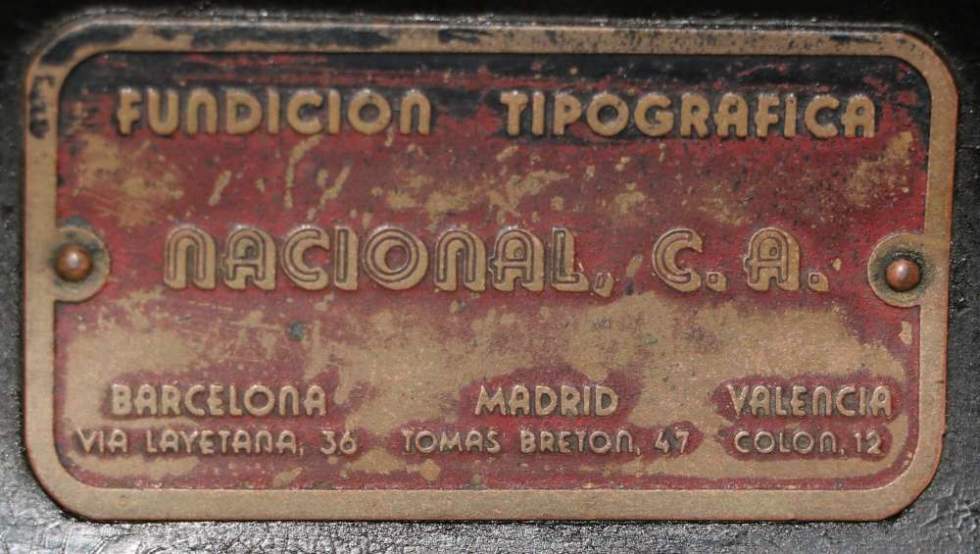 FUNDICION TIPOGRAFICA
NACIONAL, C. A.
BARCELONA MADRID VALENCIA
VIA LAYETANA, 36 TOMAS BRETON, 47 COLON, 12